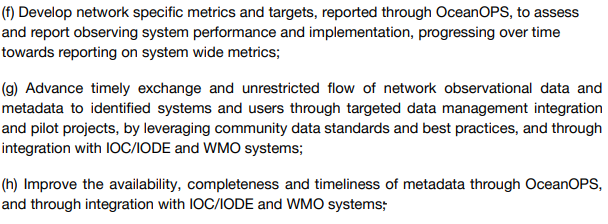 (f) Develop network specific metrics and targets, reported through OceanOPS, to assess
and report observing system performance and implementation, progressing over time
towards reporting on system wide metrics;
(g) Advance timely exchange and unrestricted flow of network observational data and
metadata to identified systems and users through targeted data management integration
and pilot projects, by leveraging community data standards and best practices, and through
integration with IOC/IODE and WMO systems;
(h) Improve the availability, completeness and timeliness of metadata through OceanOPS,
and through integration with IOC/IODE and WMO systems;